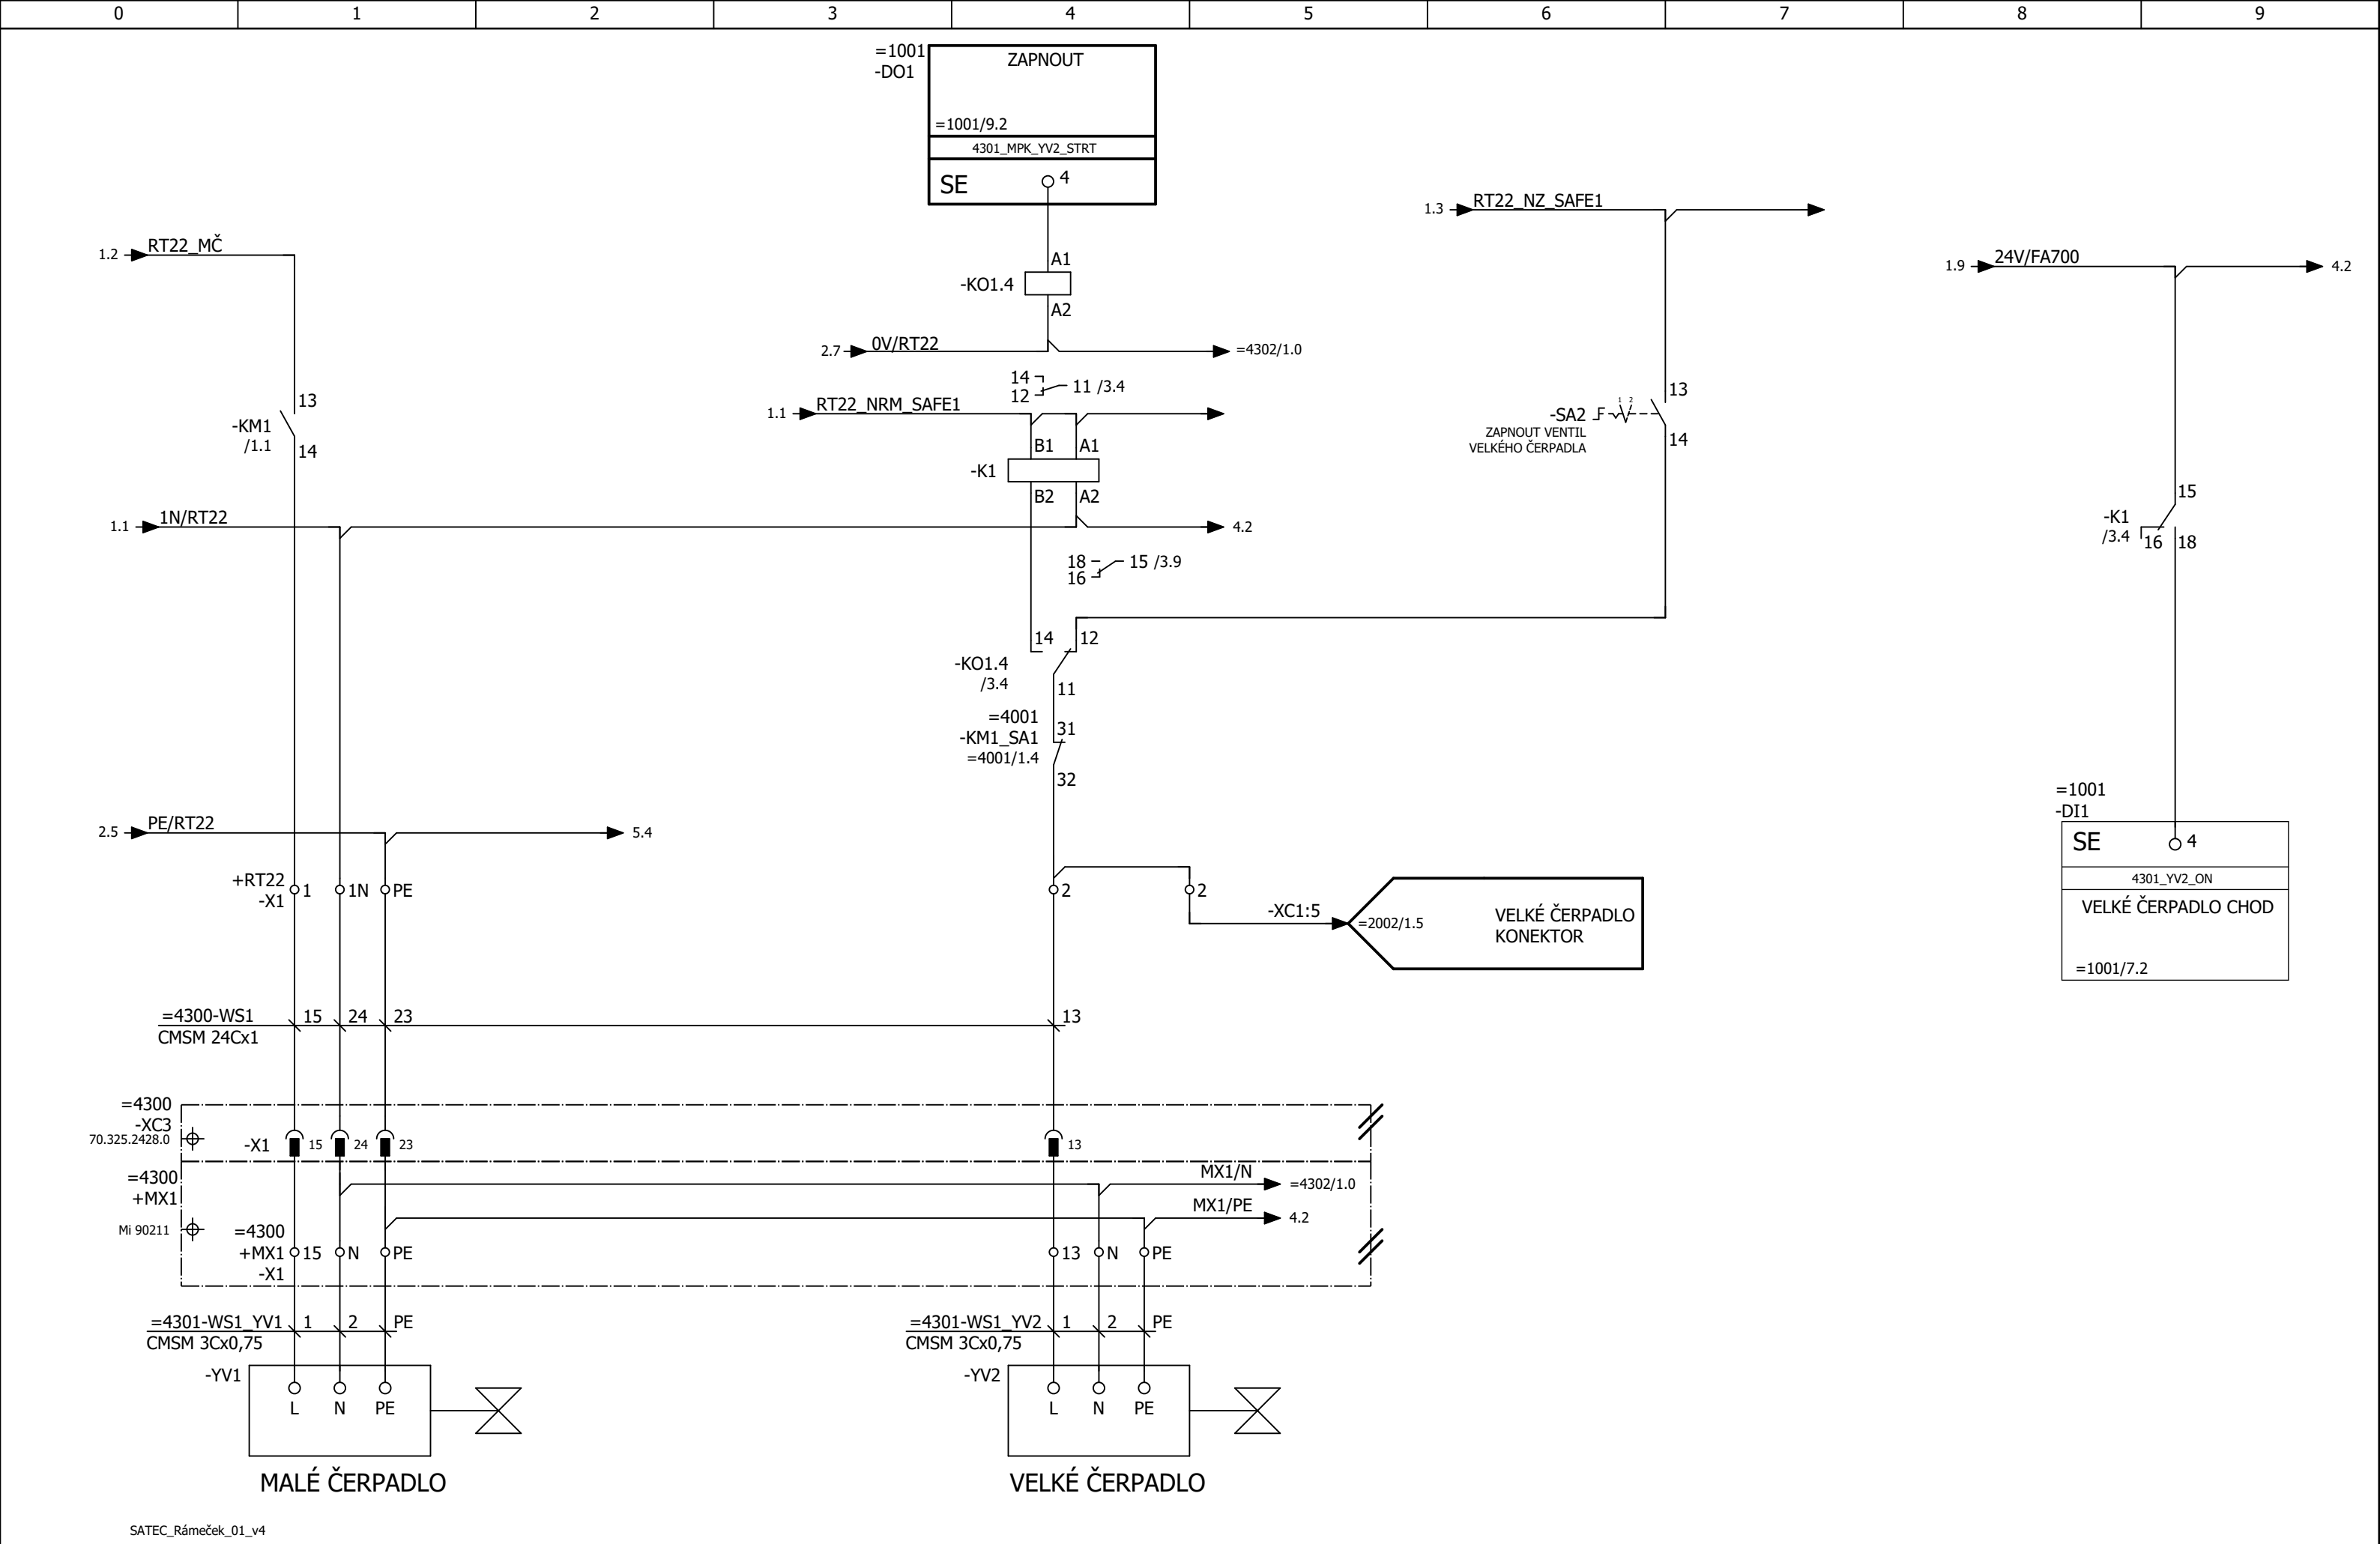 0 1 2 3 4 5 6 7 8 9
=1001
-DO1
ZAPNOUT
=1001/9.2
4301_MPK_YV2_STRT
SE
4
1.3
RT22_NZ_SAFE1
1.2
RT22_MČ
1.9
24V/FA700
4.2
A1
-KO1.4
A2
2.7
0V/RT22
=4302/1.0
14
12
11 /3.4
1.1
RT22_NRM_SAFE1
13
-KM1
/1.1
14
13
1 2
-SA2
ZAPNOUT VENTIL
VELKÉHO ČERPADLA
14
B1
A1
-K1
B2
A2
1.1
1N/RT22
4.2
15
-K1
/3.4
16
18
18
16
15 /3.9
14
12
-KO1.4
/3.4
11
=4001
-KM1_SA1
=4001/1.4
31
32
2.5
PE/RT22
5.4
=1001
-DI1
SE
4
4301_YV2_ON
VELKÉ ČERPADLO CHOD
=1001/7.2
+RT22
-X1
1
1N
PE
2
2
-XC1:5
=2002/1.5
VELKÉ ČERPADLO
KONEKTOR
=4300-WS1
CMSM 24Cx1
15
24
23
13
=4300
-XC3
70.325.2428.0
-X1
15
24
23
13
=4300
+MX1
Mi 90211
MX1/N
=4302/1.0
MX1/PE
4.2
=4300
+MX1
-X1
15
N
PE
13
N
PE
=4301-WS1_YV1
CMSM 3Cx0,75
1
2
PE
=4301-WS1_YV2
CMSM 3Cx0,75
1
2
PE
-YV1
L
N
PE
-YV2
L
N
PE
MALÉ ČERPADLO
VELKÉ ČERPADLO
SATEC_Rámeček_01_v4